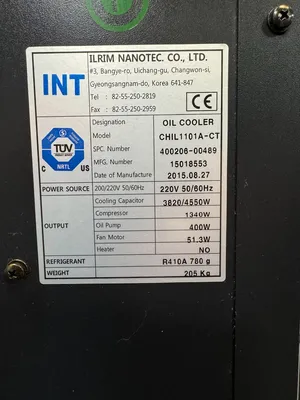 INT
ILRIM NANOTEC. CO., LTD.
#3, Bangye-ro, Uichang-gu, Changwon-si,
Gyeongsangnam-do, Korea 641-847
Tel : 82-55-250-2819
Fax : 82-55-250-2959
CE
Designation OIL COOLER
Model CHIL1101A-CT
SPC. Number 400206-00489
MFG. Number 15018553
Date of Manufacture 2015.08.27
TÜV
C US
NRTL
POWER SOURCE 200/220V 50/60Hz 220V 50/60Hz
OUTPUT
Cooling Capacitor 3820/4550W
Compressor 1340W
Oil Pump 400W
Fan Motor 51.3W
Heater NO
REFRIGERANT R410A 780 g
WEIGHT 205 Kg